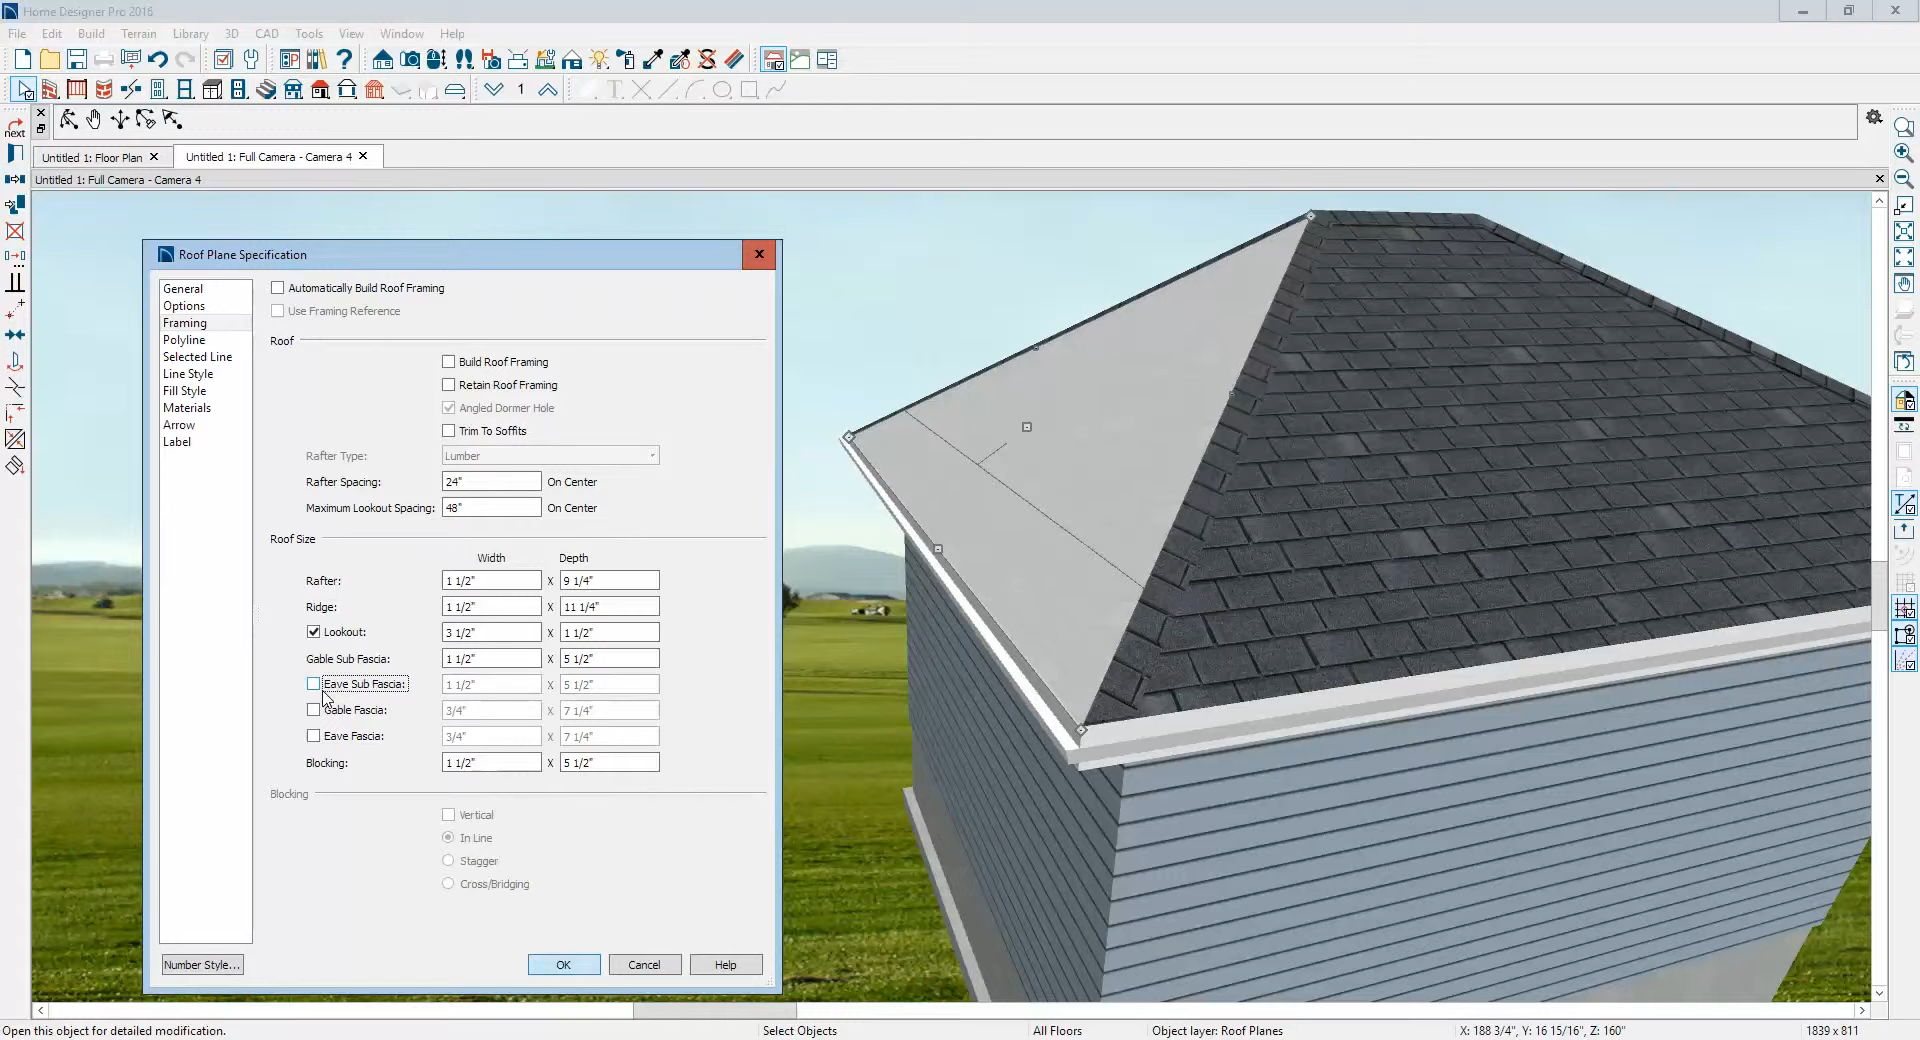 Home Designer Pro 2016
File Edit Build Terrain Library 3D CAD Tools View Window Help
1
next
Untitled 1: Floor Plan
Untitled 1: Full Camera - Camera 4
Untitled 1: Full Camera - Camera 4
Roof Plane Specification
General
Options
Framing
Polyline
Selected Line
Line Style
Fill Style
Materials
Arrow
Label
Automatically Build Roof Framing
Use Framing Reference
Roof
Build Roof Framing
Retain Roof Framing
Angled Dormer Hole
Trim To Soffits
Rafter Type: Lumber
Rafter Spacing: 24" On Center
Maximum Lookout Spacing: 48" On Center
Roof Size
Width Depth
Rafter: 1 1/2" X 9 1/4"
Ridge: 1 1/2" X 11 1/4"
Lookout: 3 1/2" X 1 1/2"
Gable Sub Fascia: 1 1/2" X 5 1/2"
Eave Sub Fascia: 1 1/2" X 5 1/2"
Gable Fascia: 3/4" X 7 1/4"
Eave Fascia: 3/4" X 7 1/4"
Blocking: 1 1/2" X 5 1/2"
Blocking
Vertical
In Line
Stagger
Cross/Bridging
Number Style... OK Cancel Help
Open this object for detailed modification. Select Objects All Floors Object layer: Roof Planes X: 188 3/4", Y: 16 15/16", Z: 160" 1839 x 811